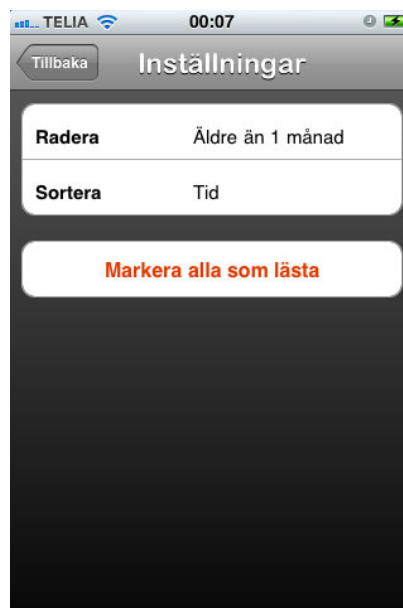 TELIA 00:07
Tillbaka Inställningar
Radera Äldre än 1 månad
Sortera Tid
Markera alla som lästa